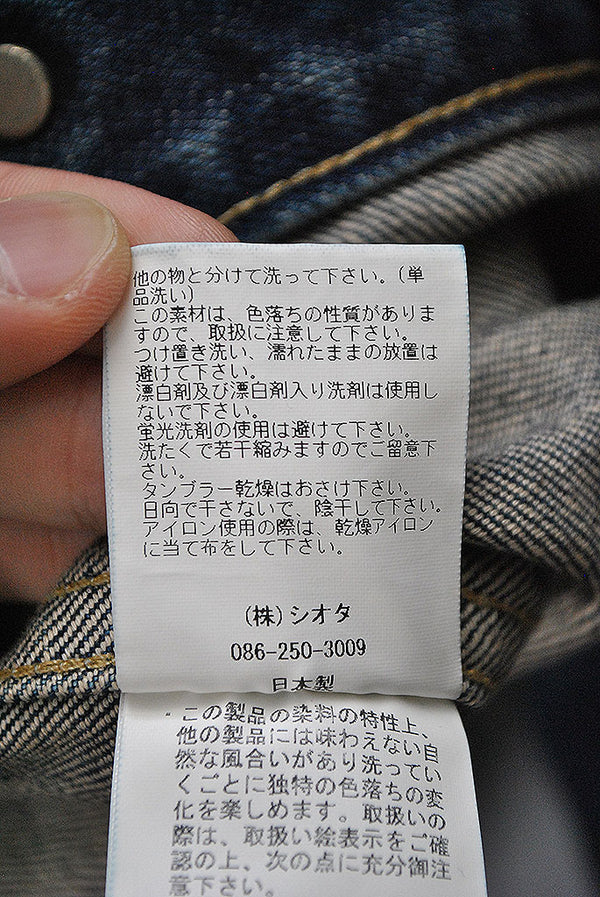 他の物と分けて洗って下さい。(単
品洗い)
この素材は、色落ちの性質がありま
すので、取扱に注意して下さい。
つけ置き洗い、濡れたままの放置は
避けて下さい。
漂白剤及び漂白剤入り洗剤は使用し
ないで下さい。
蛍光洗剤の使用は避けて下さい。
洗たくで若干縮みますのでご留意下
さい。
タンブラー乾燥はおさけ下さい。
日向で干さないで、陰干して下さい。
アイロン使用の際は、乾燥アイロン
に当て布をして下さい。
(株)シオタ
086-250-3009
日本製
・この製品の染料の特性上、
他の製品には味わえない自
然な風合いがあり洗ってい
くごとに独特の色落ちの変
化を楽しめます。取扱いの
際は、取扱い絵表示をご確
認の上、次の点に充分御注
意下さい。